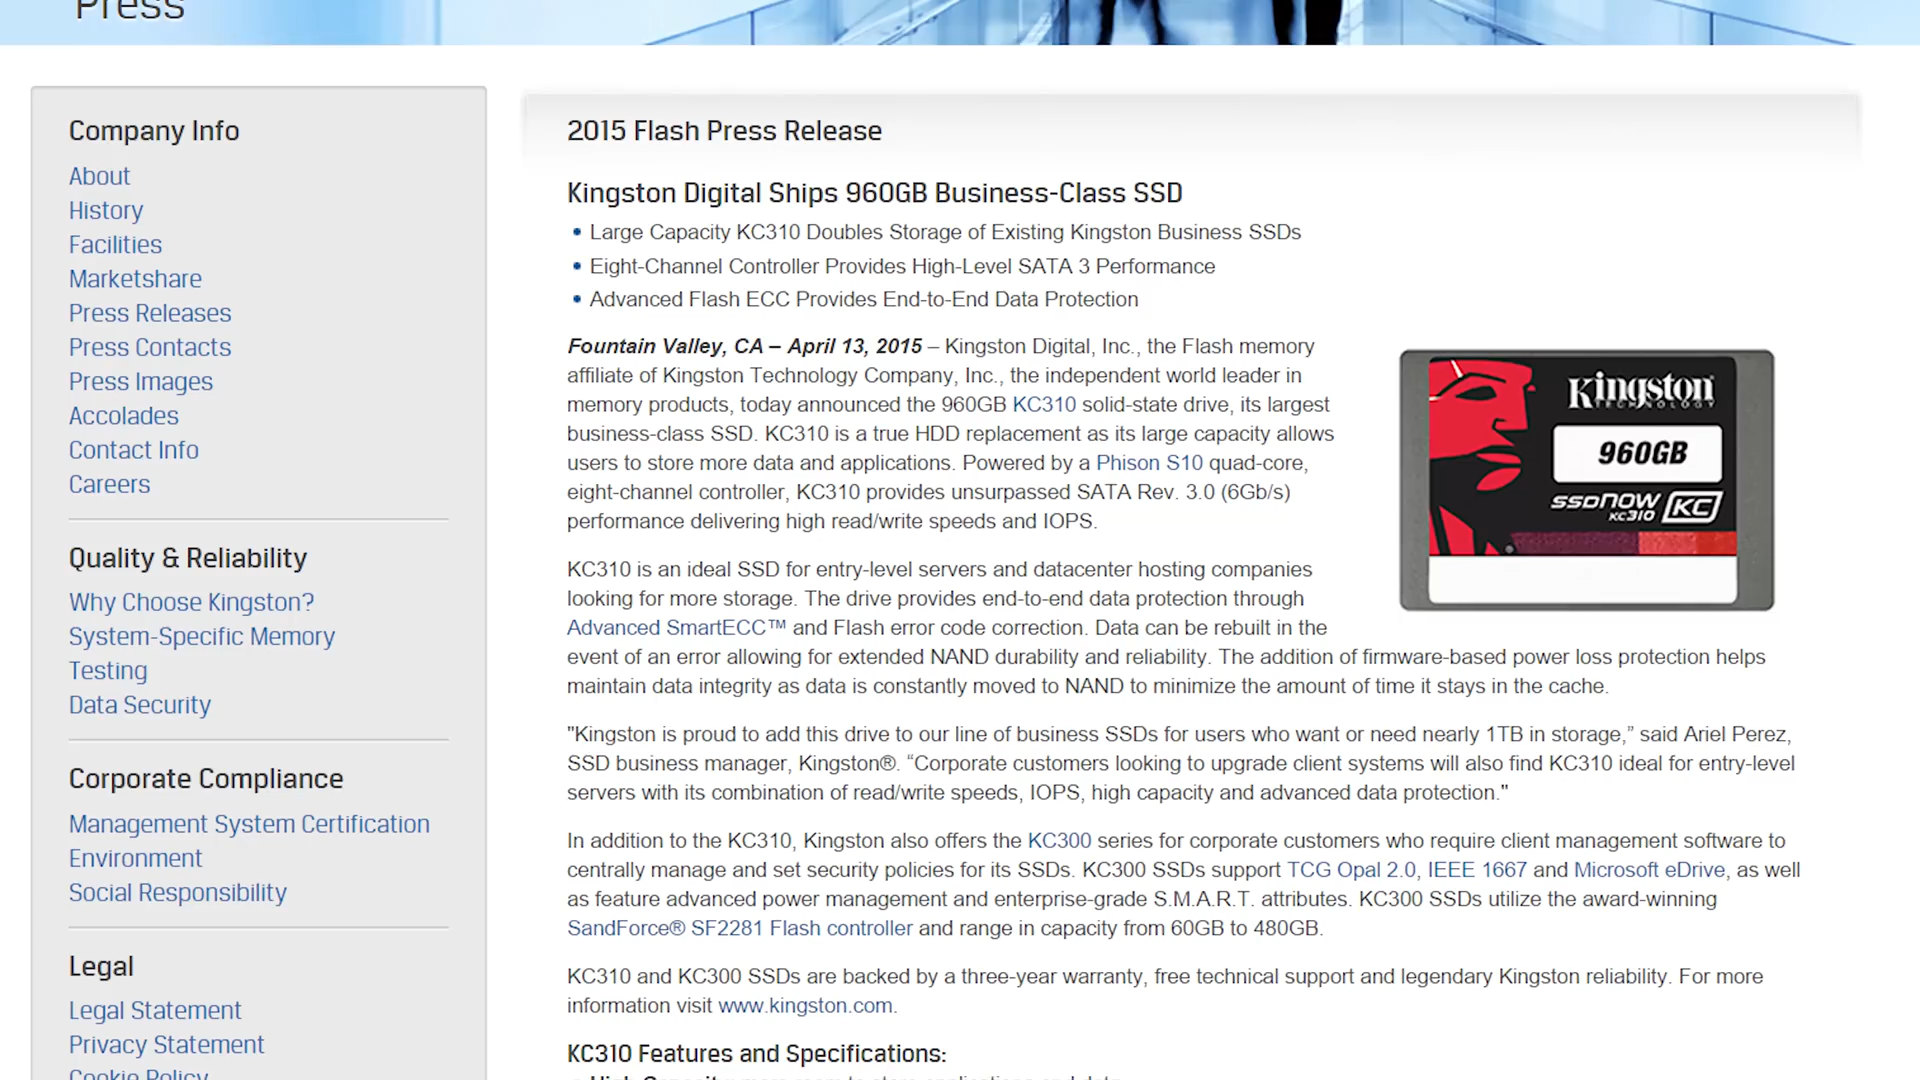 Press
Company Info
About
History
Facilities
Marketshare
Press Releases
Press Contacts
Press Images
Accolades
Contact Info
Careers
Quality & Reliability
Why Choose Kingston?
System-Specific Memory
Testing
Data Security
Corporate Compliance
Management System Certification
Environment
Social Responsibility
Legal
Legal Statement
Privacy Statement
Cookie Policy
2015 Flash Press Release
Kingston Digital Ships 960GB Business-Class SSD
• Large Capacity KC310 Doubles Storage of Existing Kingston Business SSDs
• Eight-Channel Controller Provides High-Level SATA 3 Performance
• Advanced Flash ECC Provides End-to-End Data Protection
Fountain Valley, CA – April 13, 2015 – Kingston Digital, Inc., the Flash memory
affiliate of Kingston Technology Company, Inc., the independent world leader in
memory products, today announced the 960GB KC310 solid-state drive, its largest
business-class SSD. KC310 is a true HDD replacement as its large capacity allows
users to store more data and applications. Powered by a Phison S10 quad-core,
eight-channel controller, KC310 provides unsurpassed SATA Rev. 3.0 (6Gb/s)
performance delivering high read/write speeds and IOPS.
Kingston
TECHNOLOGY
960GB
SSDNOW
KC310
KC
KC310 is an ideal SSD for entry-level servers and datacenter hosting companies
looking for more storage. The drive provides end-to-end data protection through
Advanced SmartECC™ and Flash error code correction. Data can be rebuilt in the
event of an error allowing for extended NAND durability and reliability. The addition of firmware-based power loss protection helps
maintain data integrity as data is constantly moved to NAND to minimize the amount of time it stays in the cache.
"Kingston is proud to add this drive to our line of business SSDs for users who want or need nearly 1TB in storage,” said Ariel Perez,
SSD business manager, Kingston®. “Corporate customers looking to upgrade client systems will also find KC310 ideal for entry-level
servers with its combination of read/write speeds, IOPS, high capacity and advanced data protection."
In addition to the KC310, Kingston also offers the KC300 series for corporate customers who require client management software to
centrally manage and set security policies for its SSDs. KC300 SSDs support TCG Opal 2.0, IEEE 1667 and Microsoft eDrive, as well
as feature advanced power management and enterprise-grade S.M.A.R.T. attributes. KC300 SSDs utilize the award-winning
SandForce® SF2281 Flash controller and range in capacity from 60GB to 480GB.
KC310 and KC300 SSDs are backed by a three-year warranty, free technical support and legendary Kingston reliability. For more
information visit www.kingston.com.
KC310 Features and Specifications: